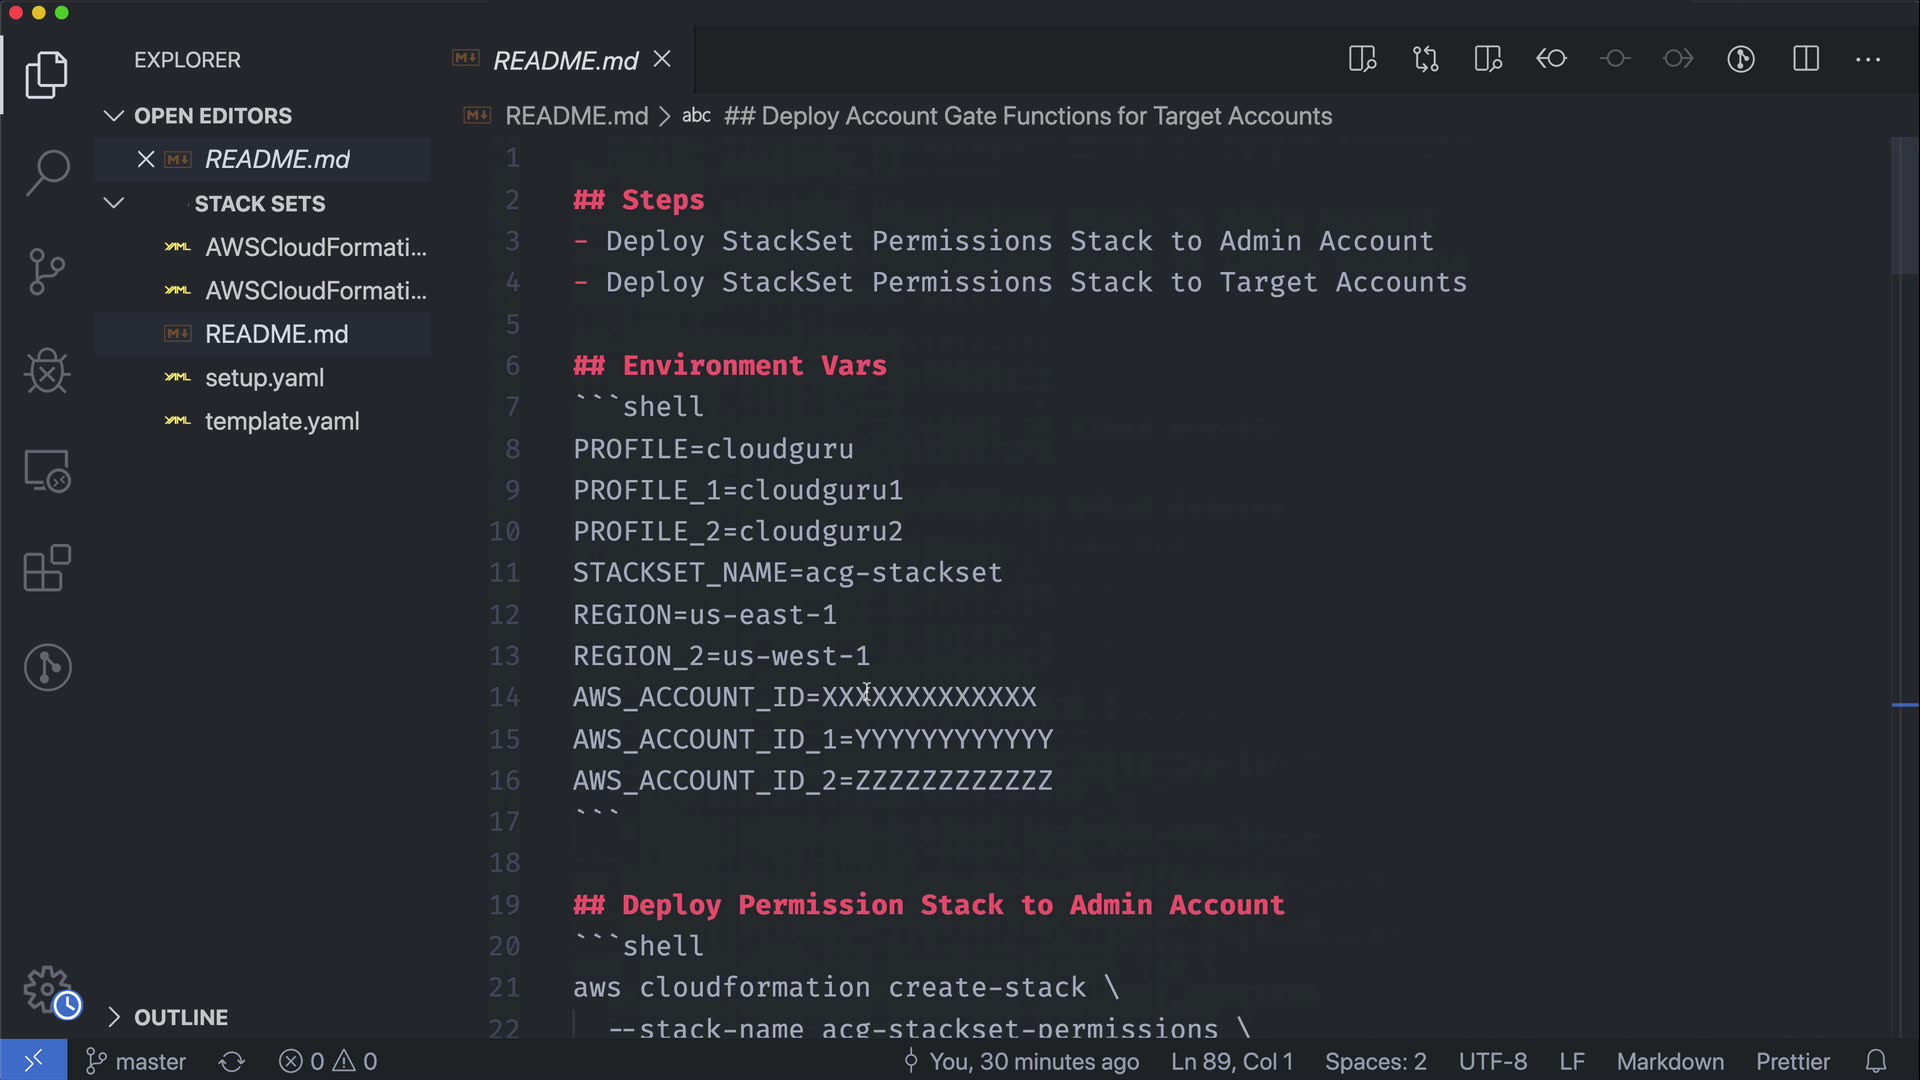 EXPLORER
OPEN EDITORS
README.md
STACK SETS
AWSCloudFormati...
AWSCloudFormati...
README.md
setup.yaml
template.yaml
OUTLINE
README.md
README.md > abc ## Deploy Account Gate Functions for Target Accounts
1
2 ## Steps
3 - Deploy StackSet Permissions Stack to Admin Account
4 - Deploy StackSet Permissions Stack to Target Accounts
5
6 ## Environment Vars
7 ```shell
8 PROFILE=cloudguru
9 PROFILE_1=cloudguru1
10 PROFILE_2=cloudguru2
11 STACKSET_NAME=acg-stackset
12 REGION=us-east-1
13 REGION_2=us-west-1
14 AWS_ACCOUNT_ID=XXXXXXXXXXXXX
15 AWS_ACCOUNT_ID_1=YYYYYYYYYYYY
16 AWS_ACCOUNT_ID_2=ZZZZZZZZZZZZ
17 ```
18
19 ## Deploy Permission Stack to Admin Account
20 ```shell
21 aws cloudformation create-stack \
22 --stack-name acg-stackset-permissions \
master 0 0 You, 30 minutes ago Ln 89, Col 1 Spaces: 2 UTF-8 LF Markdown Prettier